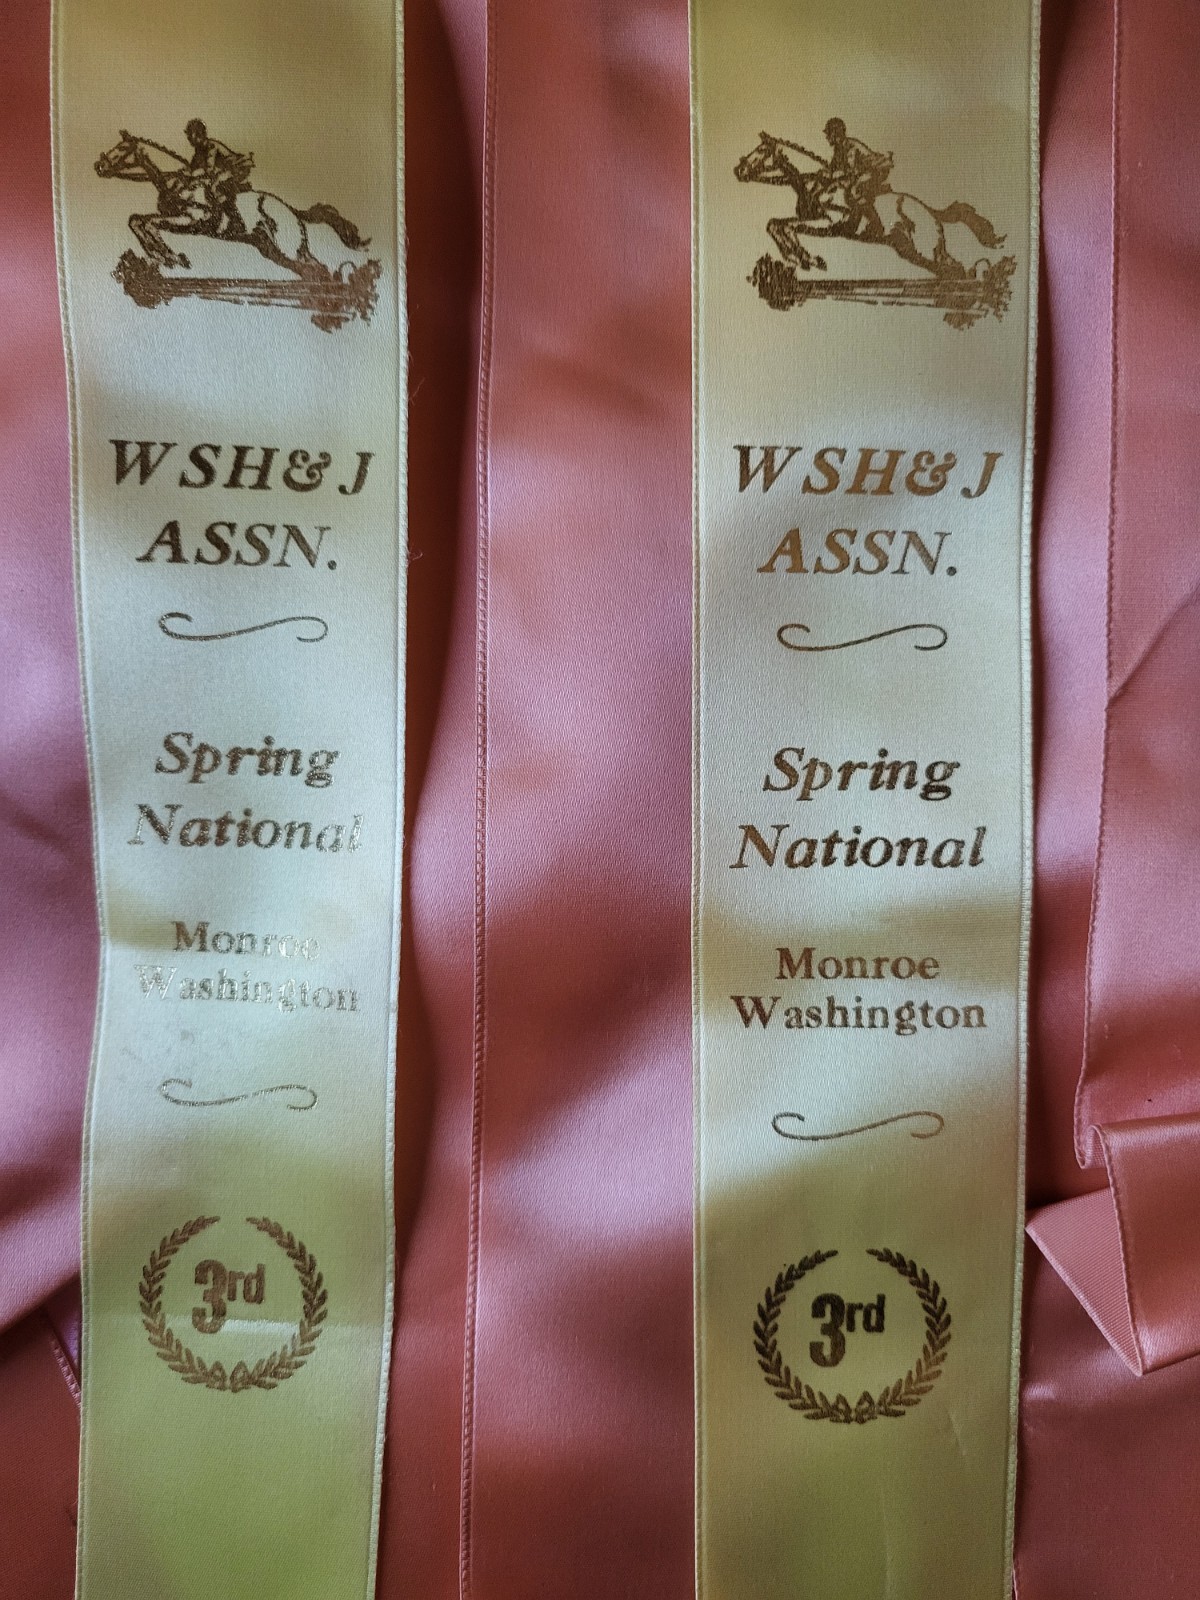 WSH& J
ASSN.
Spring
National
Monroe
Washington
3rd
WSH& J
ASSN.
Spring
National
Monroe
Washington
3rd